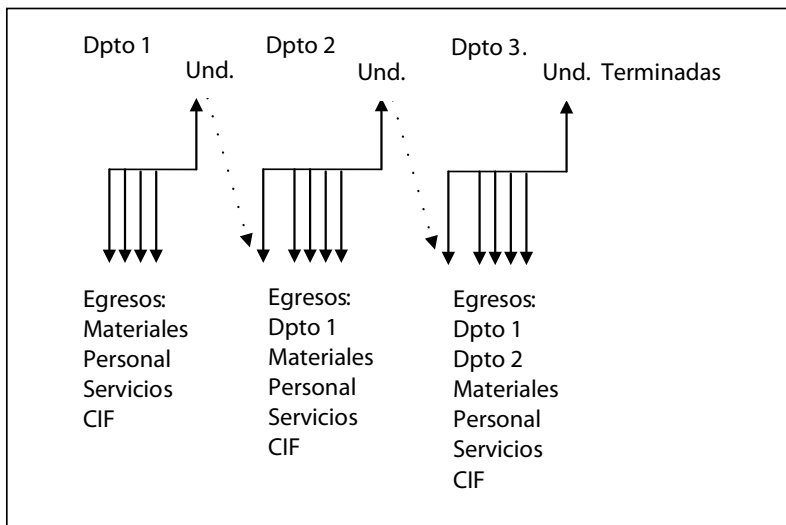 Dpto 1
Und.
Dpto 2
Und.
Dpto 3.
Und. Terminadas
Egresos:
Materiales
Personal
Servicios
CIF
Egresos:
Dpto 1
Materiales
Personal
Servicios
CIF
Egresos:
Dpto 1
Dpto 2
Materiales
Personal
Servicios
CIF